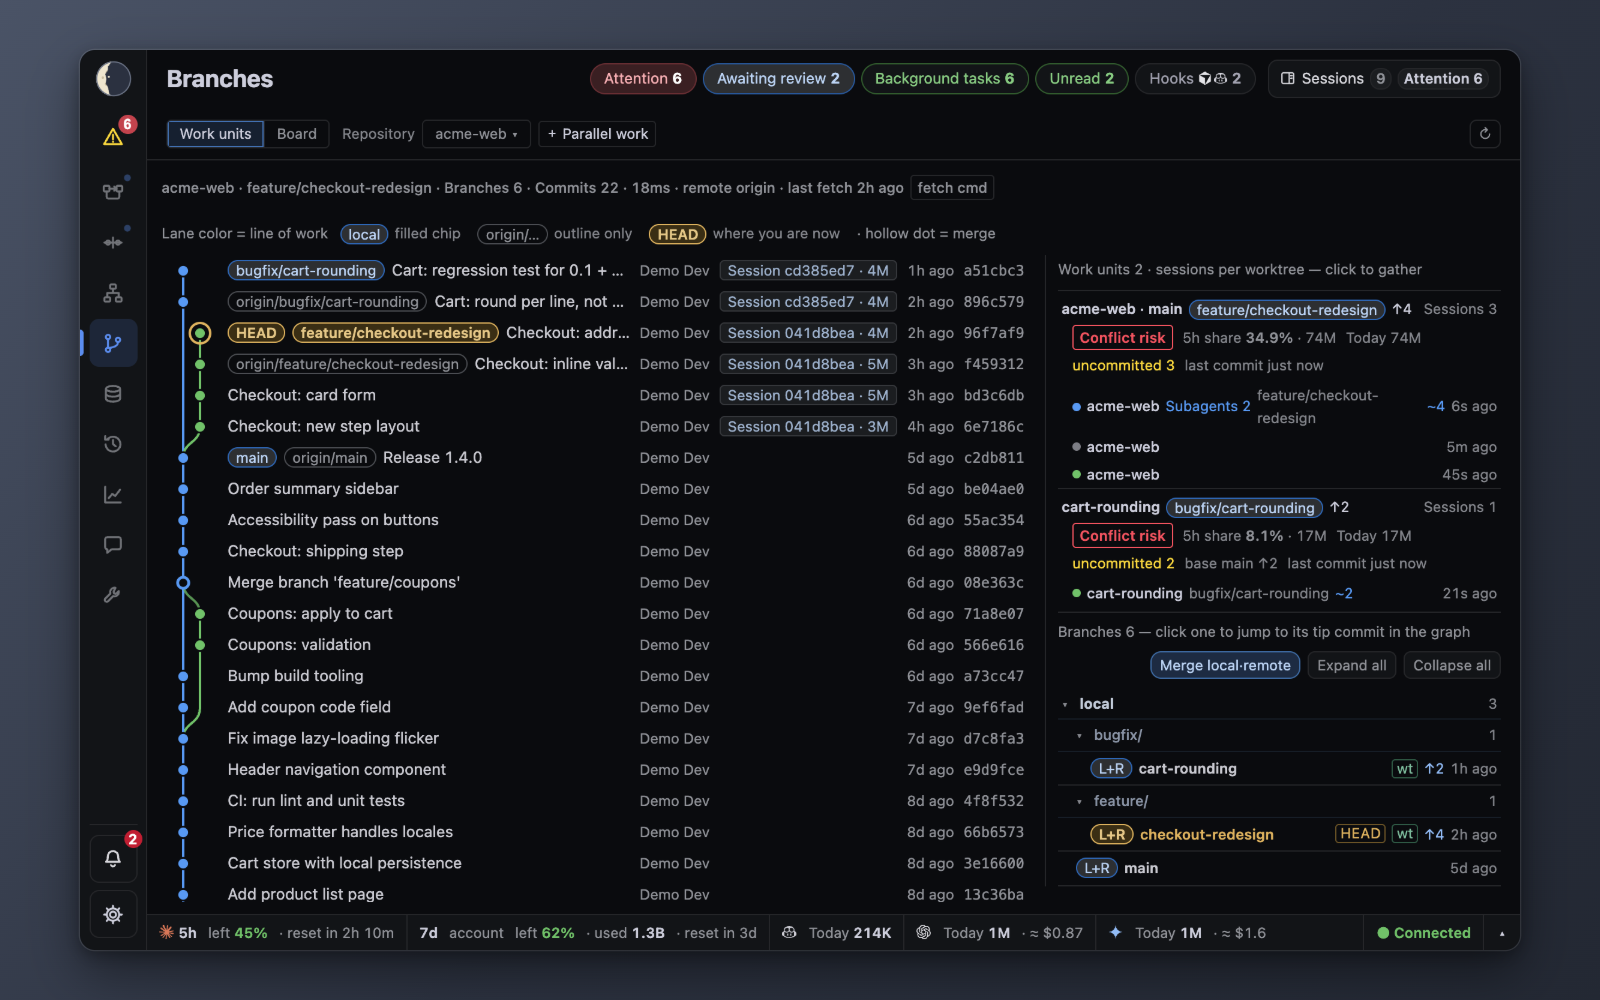 Branches
Attention 6
Awaiting review 2
Background tasks 6
Unread 2
Hooks 2
Sessions 9 Attention 6
6
Work units Board Repository acme-web ▾ + Parallel work
acme-web · feature/checkout-redesign · Branches 6 · Commits 22 · 18ms · remote origin · last fetch 2h ago fetch cmd
Lane color = line of work local filled chip origin/... outline only HEAD where you are now · hollow dot = merge
bugfix/cart-rounding Cart: regression test for 0.1 + ... Demo Dev Session cd385ed7 · 4M 1h ago a51cbc3
origin/bugfix/cart-rounding Cart: round per line, not ... Demo Dev Session cd385ed7 · 4M 2h ago 896c579
HEAD feature/checkout-redesign Checkout: addr... Demo Dev Session 041d8bea · 4M 2h ago 96f7af9
origin/feature/checkout-redesign Checkout: inline val... Demo Dev Session 041d8bea · 5M 3h ago f459312
Checkout: card form Demo Dev Session 041d8bea · 5M 3h ago bd3c6db
Checkout: new step layout Demo Dev Session 041d8bea · 3M 4h ago 6e7186c
main origin/main Release 1.4.0 Demo Dev 5d ago c2db811
Order summary sidebar Demo Dev 5d ago be04ae0
Accessibility pass on buttons Demo Dev 6d ago 55ac354
Checkout: shipping step Demo Dev 6d ago 88087a9
Merge branch 'feature/coupons' Demo Dev 6d ago 08e363c
Coupons: apply to cart Demo Dev 6d ago 71a8e07
Coupons: validation Demo Dev 6d ago 566e616
Bump build tooling Demo Dev 6d ago a73cc47
Add coupon code field Demo Dev 7d ago 9ef6fad
Fix image lazy-loading flicker Demo Dev 7d ago d7c8fa3
Header navigation component Demo Dev 7d ago e9d9fce
CI: run lint and unit tests Demo Dev 8d ago 4f8f532
Price formatter handles locales Demo Dev 8d ago 66b6573
Cart store with local persistence Demo Dev 8d ago 3e16600
Add product list page Demo Dev 8d ago 13c36ba
Work units 2 · sessions per worktree — click to gather
acme-web · main feature/checkout-redesign ↑4 Sessions 3
Conflict risk 5h share 34.9% · 74M Today 74M
uncommitted 3 last commit just now
acme-web Subagents 2 feature/checkout-redesign ~4 6s ago
acme-web 5m ago
acme-web 45s ago
cart-rounding bugfix/cart-rounding ↑2 Sessions 1
Conflict risk 5h share 8.1% · 17M Today 17M
uncommitted 2 base main ↑2 last commit just now
cart-rounding bugfix/cart-rounding ~2 21s ago
Branches 6 — click one to jump to its tip commit in the graph
Merge local·remote Expand all Collapse all
▾ local 3
▾ bugfix/ 1
L+R cart-rounding wt ↑2 1h ago
▾ feature/ 1
L+R checkout-redesign HEAD wt ↑4 2h ago
L+R main 5d ago
2
5h left 45% · reset in 2h 10m
7d account left 62% · used 1.3B · reset in 3d
Today 214K
Today 1M · ≈ $0.87
Today 1M · ≈ $1.6
Connected